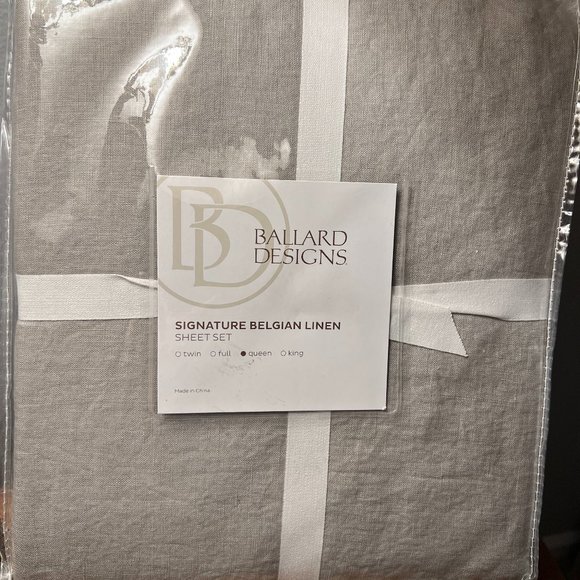 BD
BALLARD
DESIGNS
SIGNATURE BELGIAN LINEN
SHEET SET
twin full queen king
Made in China